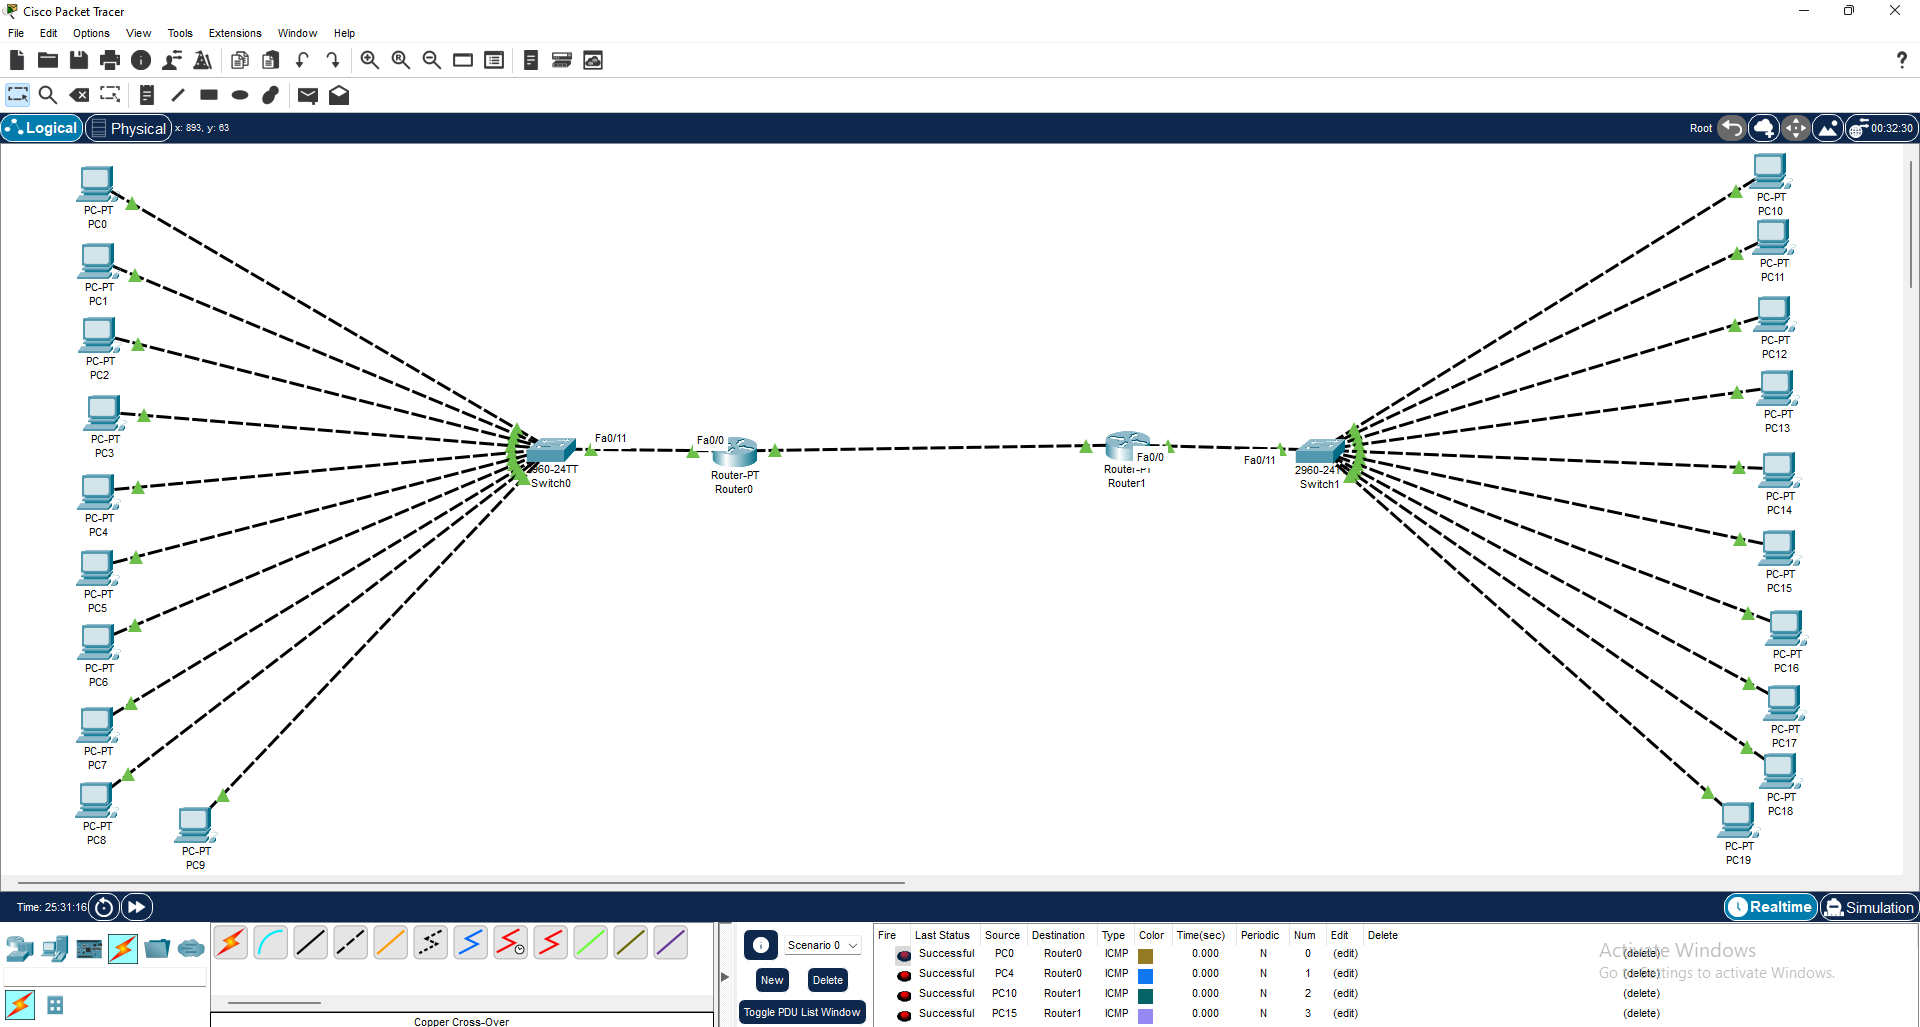 Cisco Packet Tracer
File Edit Options View Tools Extensions Window Help
?
Logical Physical x: 893, y: 63 Root 00:32:30
PC-PT
PC0
PC-PT
PC1
PC-PT
PC2
PC-PT
PC3
PC-PT
PC4
PC-PT
PC5
PC-PT
PC6
PC-PT
PC7
PC-PT
PC8
PC-PT
PC9
Fa0/11
960-24TT
Switch0
Fa0/0
Router-PT
Router0
Fa0/0
Router-PT
Router1
Fa0/11
2960-24T
Switch1
PC-PT
PC10
PC-PT
PC11
PC-PT
PC12
PC-PT
PC13
PC-PT
PC14
PC-PT
PC15
PC-PT
PC16
PC-PT
PC17
PC-PT
PC18
PC-PT
PC19
Time: 25:31:16 Realtime Simulation
Copper Cross-Over
Scenario 0
New Delete
Toggle PDU List Window
Fire Last Status Source Destination Type Color Time(sec) Periodic Num Edit Delete
Successful PC0 Router0 ICMP 0.000 N 0 (edit) (delete)
Successful PC4 Router0 ICMP 0.000 N 1 (edit) (delete)
Successful PC10 Router1 ICMP 0.000 N 2 (edit) (delete)
Successful PC15 Router1 ICMP 0.000 N 3 (edit) (delete)
Activate Windows
Go to Settings to activate Windows.